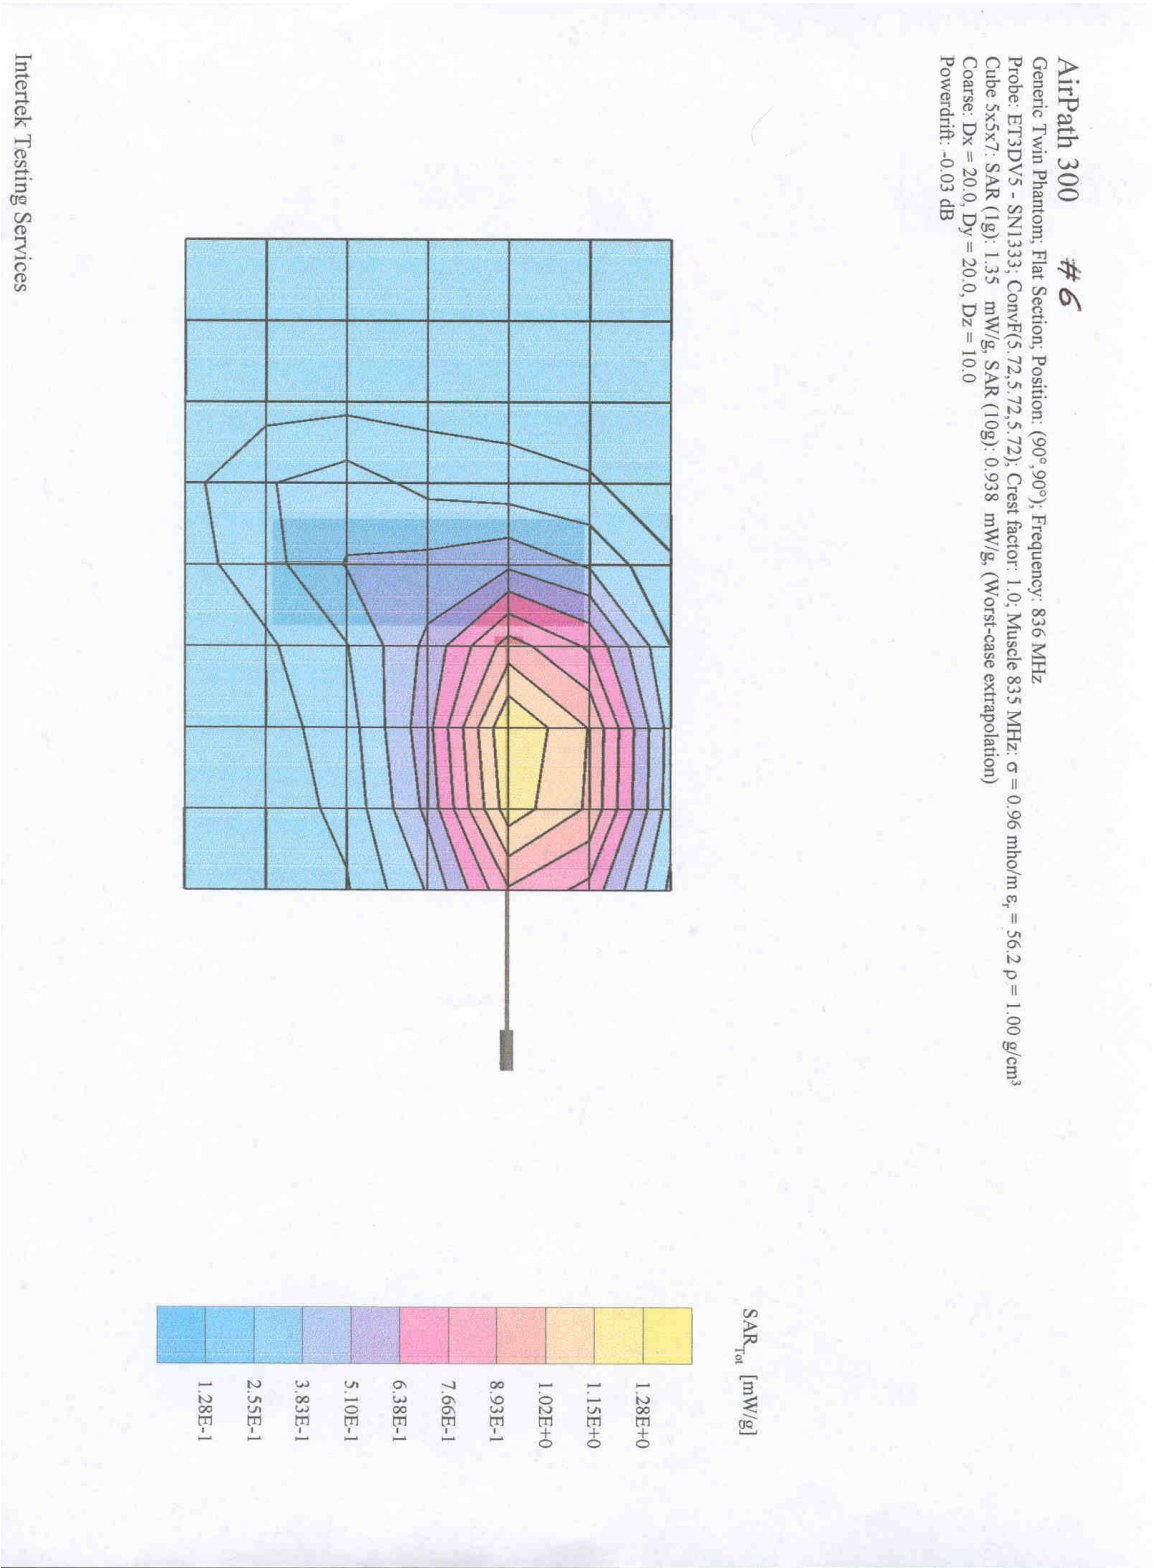 AirPath 300 #6
Generic Twin Phantom; Flat Section; Position: (90°,90°); Frequency: 836 MHz
Probe: ET3DV5 - SN1333; ConvF(5.72,5.72,5.72); Crest factor: 1.0; Muscle 835 MHz: σ = 0.96 mho/m εr = 56.2 ρ = 1.00 g/cm³
Cube 5x5x7: SAR (1g): 1.35 mW/g, SAR (10g): 0.938 mW/g, (Worst-case extrapolation)
Coarse: Dx = 20.0, Dy = 20.0, Dz = 10.0
Powerdrift: -0.03 dB
SARTot [mW/g]
1.28E+0
1.15E+0
1.02E+0
8.93E-1
7.66E-1
6.38E-1
5.10E-1
3.83E-1
2.55E-1
1.28E-1
Intertek Testing Services